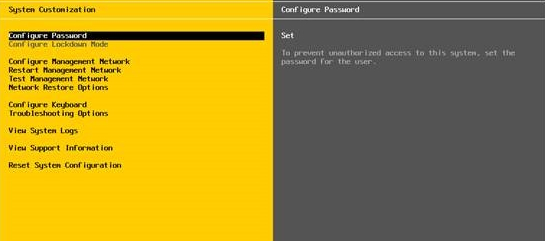 System Customization
Configure Password
Configure Lockdown Mode
Configure Management Network
Restart Management Network
Test Management Network
Network Restore Options
Configure Keyboard
Troubleshooting Options
View System Logs
View Support Information
Reset System Configuration
Configure Password
Set
To prevent unauthorized access to this system, set the
password for the user.